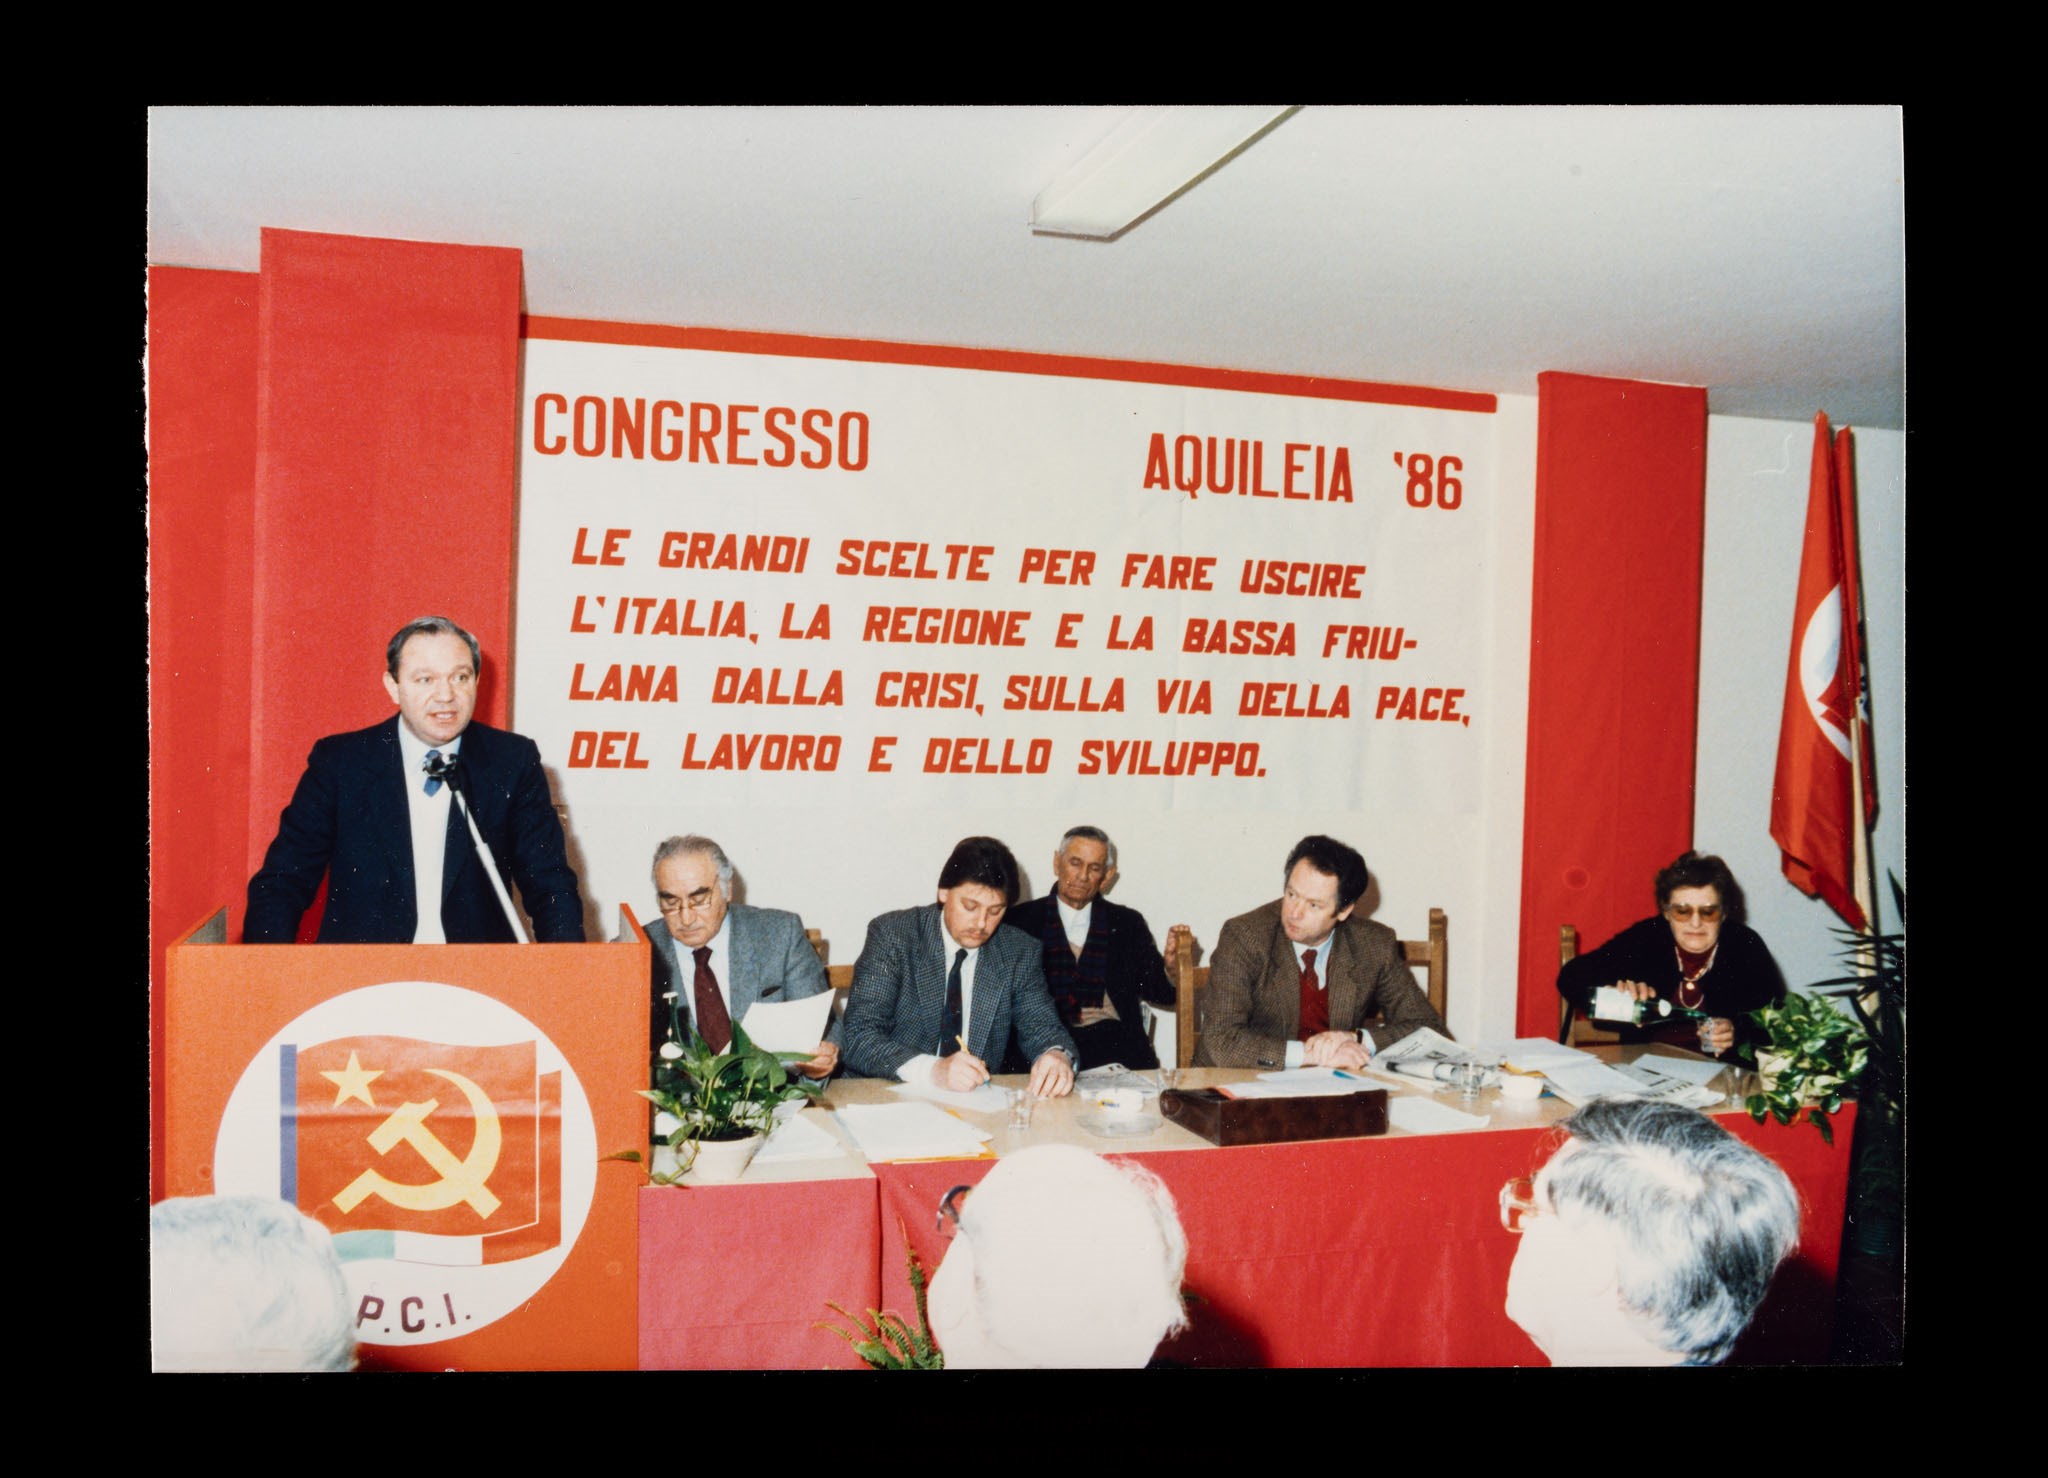 CONGRESSO AQUILEIA '86
LE GRANDI SCELTE PER FARE USCIRE
L'ITALIA, LA REGIONE E LA BASSA FRIU-
LANA DALLA CRISI, SULLA VIA DELLA PACE,
DEL LAVORO E DELLO SVILUPPO.
P.C.I.